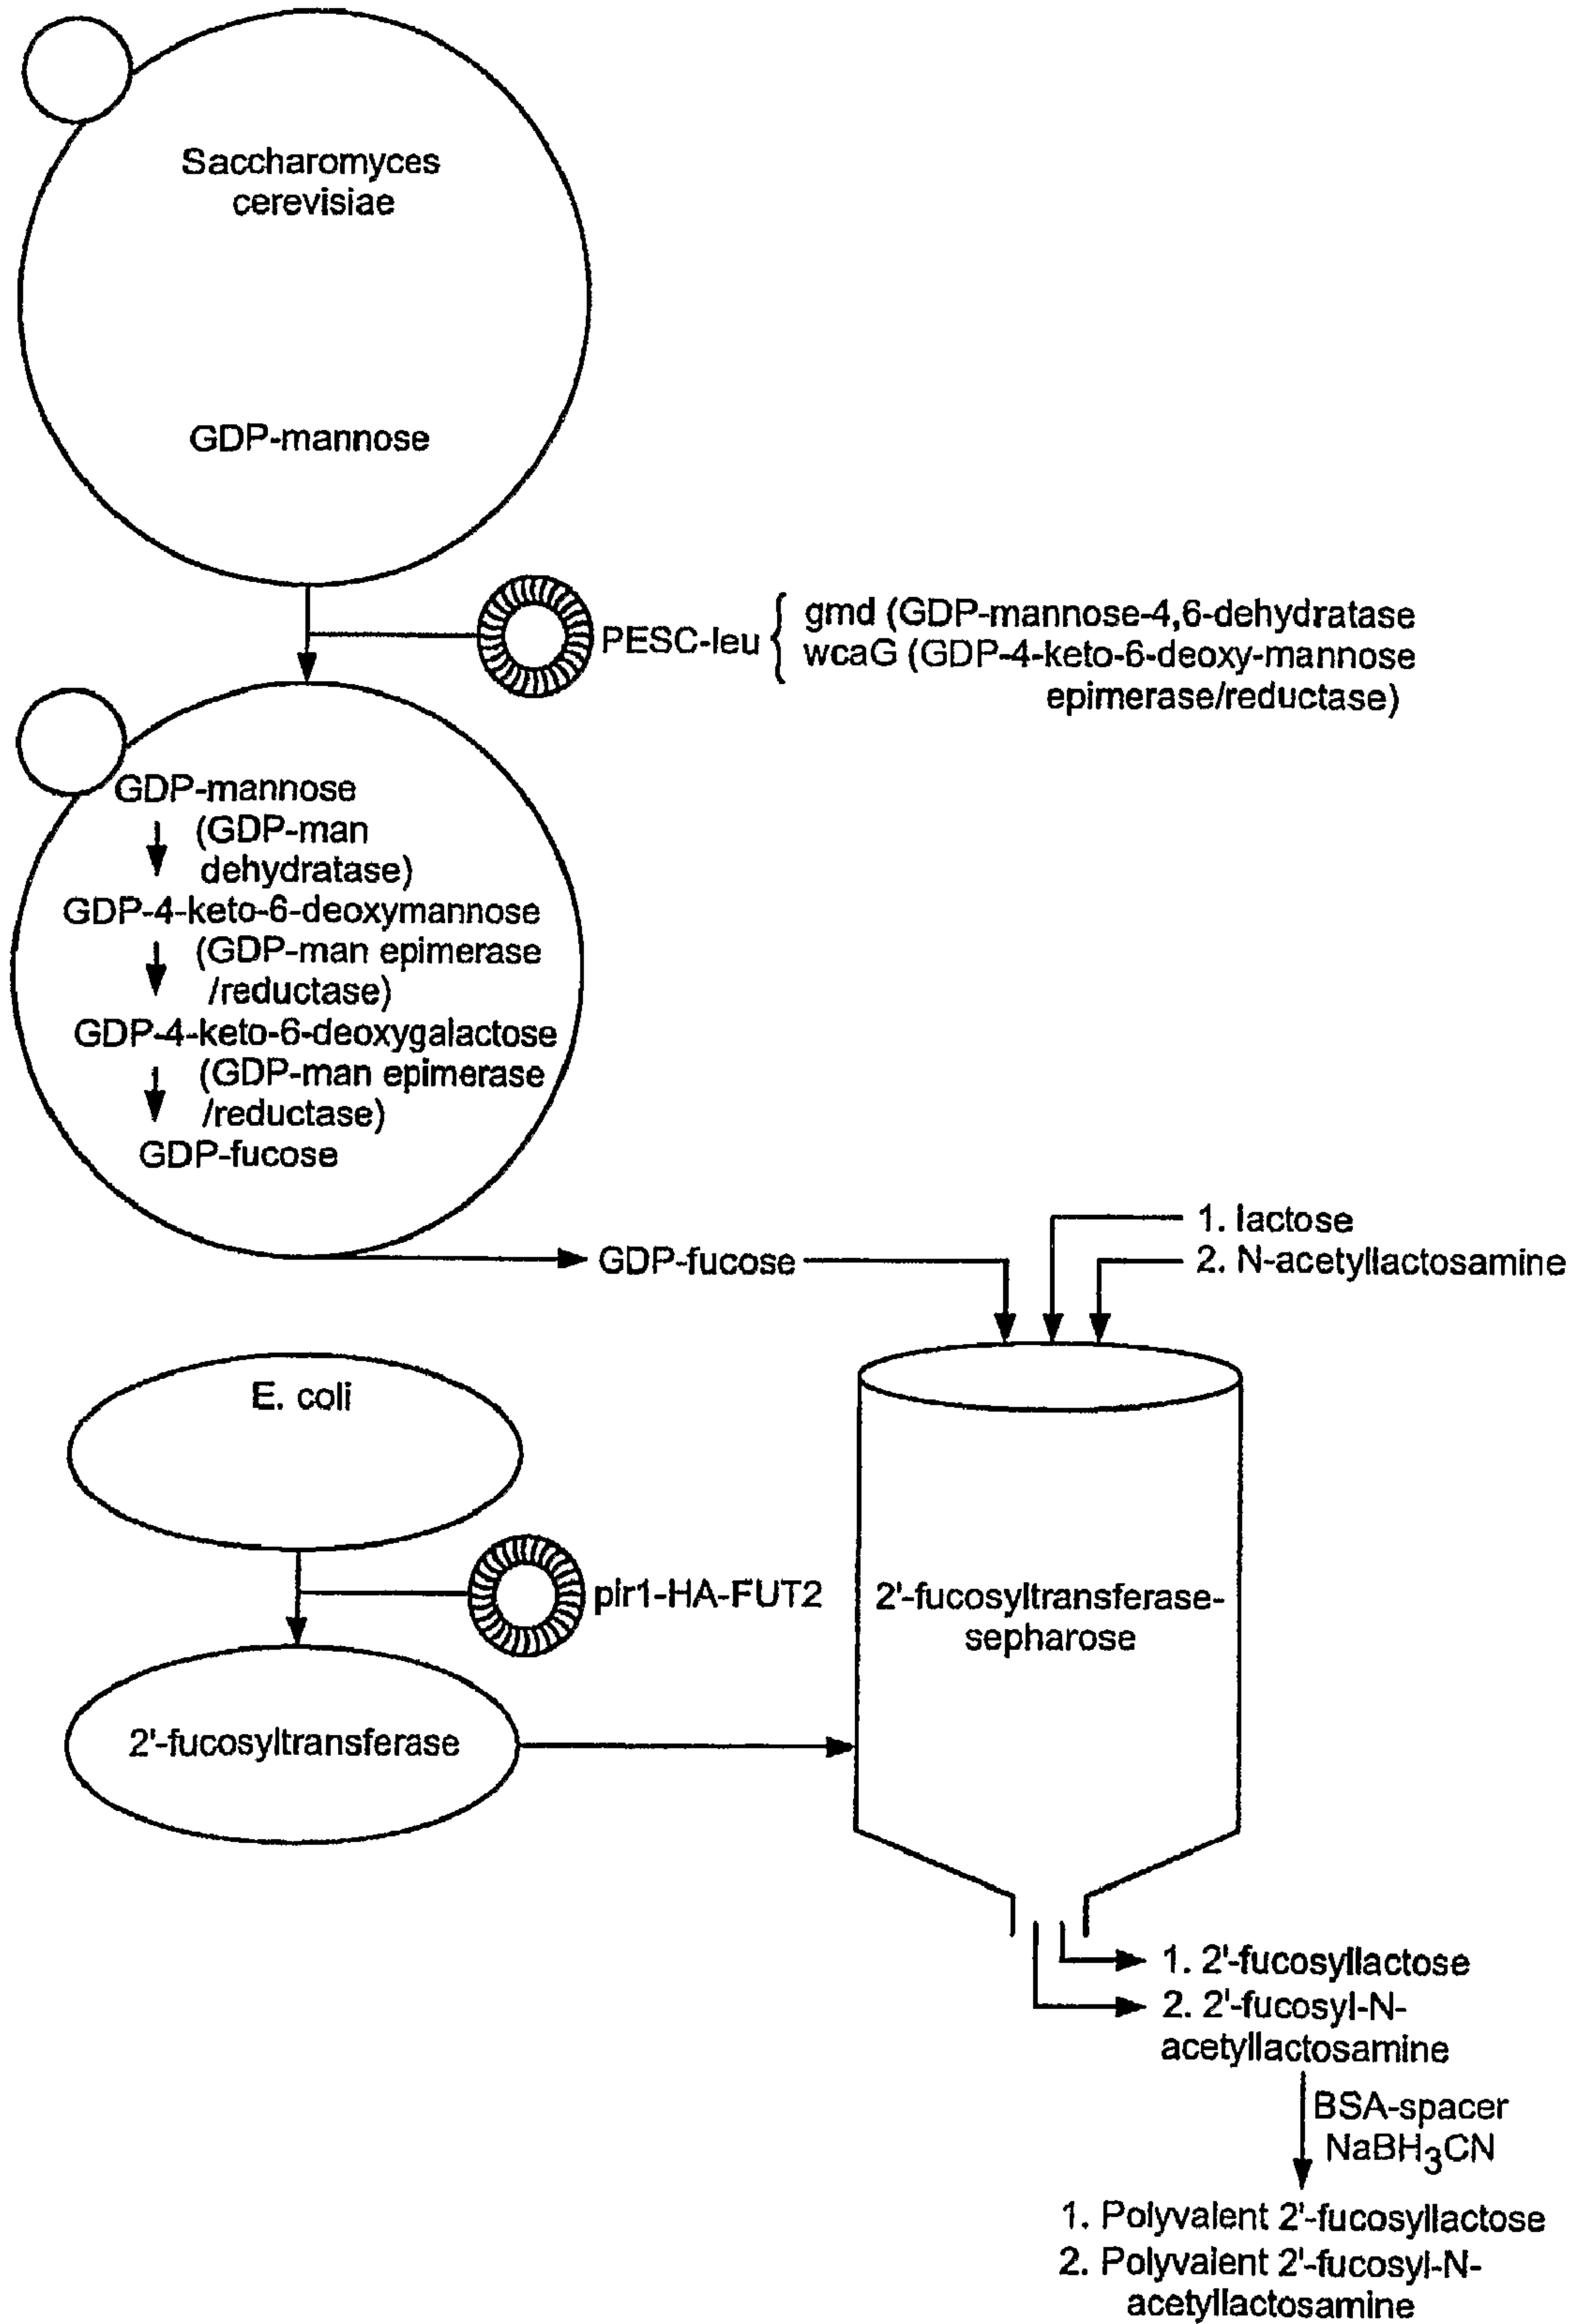 Saccharomyces
cerevisiae
GDP-mannose
PESC-leu
gmd (GDP-mannose-4,6-dehydratase
wcaG (GDP-4-keto-6-deoxy-mannose
epimerase/reductase)
GDP-mannose
(GDP-man
dehydratase)
GDP-4-keto-6-deoxymannose
(GDP-man epimerase
/reductase)
GDP-4-keto-6-deoxygalactose
(GDP-man epimerase
/reductase)
GDP-fucose
GDP-fucose
1. lactose
2. N-acetyllactosamine
E. coli
pir1-HA-FUT2
2'-fucosyltransferase
2'-fucosyltransferase-
sepharose
1. 2'-fucosyllactose
2. 2'-fucosyl-N-
acetyllactosamine
BSA-spacer
NaBH3CN
1. Polyvalent 2'-fucosyllactose
2. Polyvalent 2'-fucosyl-N-
acetyllactosamine